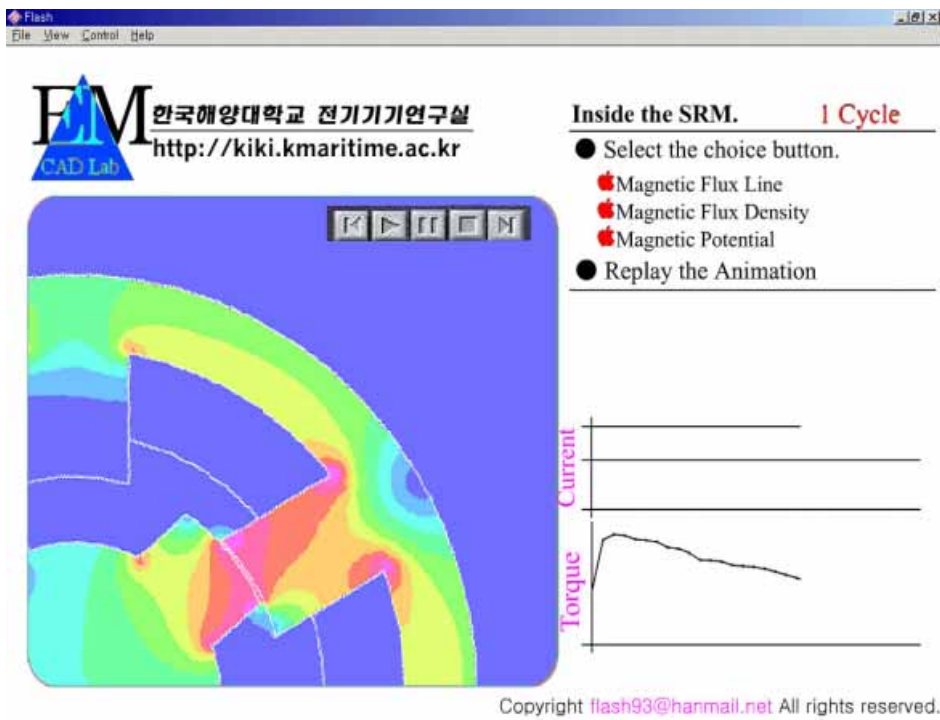 Flash
File View Control Help
EM
CAD Lab
한국해양대학교 전기기기연구실
http://kiki.kmaritime.ac.kr
Inside the SRM. 1 Cycle
Select the choice button.
Magnetic Flux Line
Magnetic Flux Density
Magnetic Potential
Replay the Animation
Current
Torque
Copyright flash93@hanmail.net All rights reserved.